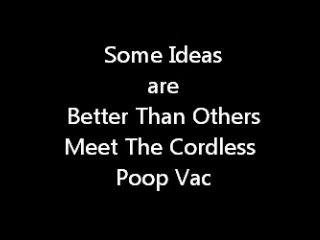 Some Ideas
are
Better Than Others
Meet The Cordless
Poop Vac